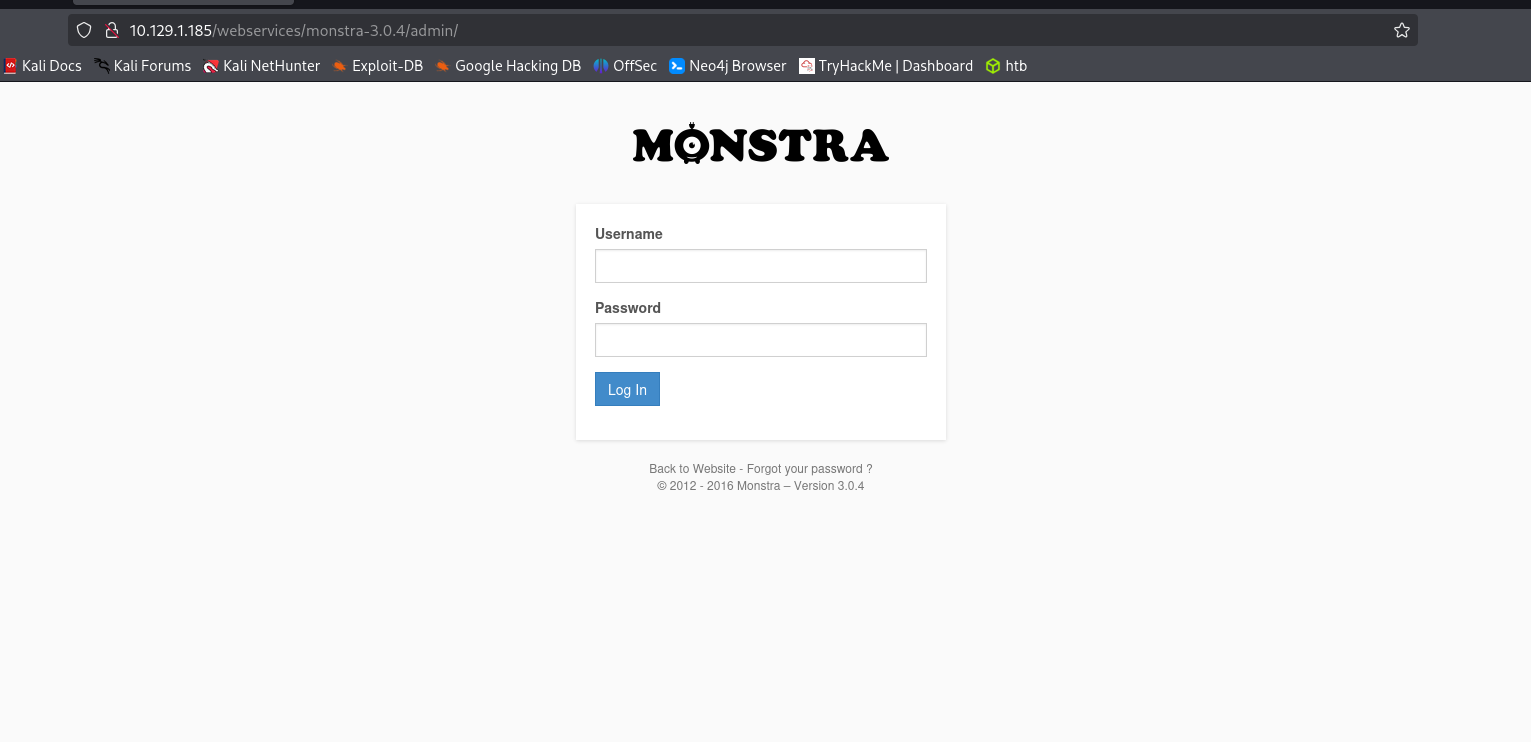 10.129.1.185/webservices/monstra-3.0.4/admin/
Kali Docs Kali Forums Kali NetHunter Exploit-DB Google Hacking DB OffSec Neo4j Browser TryHackMe | Dashboard htb
MONSTRA
Username
Password
Log In
Back to Website - Forgot your password ?
© 2012 - 2016 Monstra – Version 3.0.4